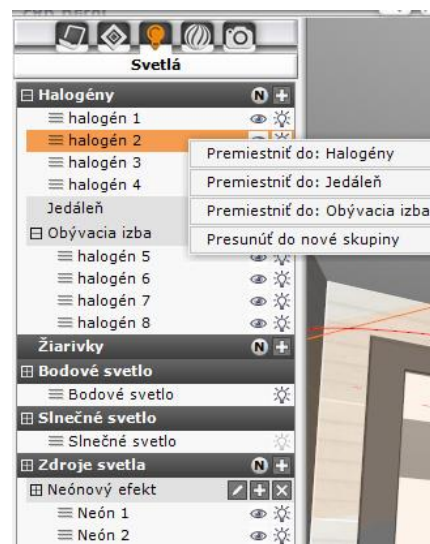 Svetlá
Halogény N
halogén 1
halogén 2
Premiestniť do: Halogény
halogén 3
Premiestniť do: Jedáleň
halogén 4
Jedáleň
Premiestniť do: Obývacia izba
Obývacia izba
Presunúť do nové skupiny
halogén 5
halogén 6
halogén 7
halogén 8
Žiarivky N
Bodové svetlo
Bodové svetlo
Slnečné svetlo
Slnečné svetlo
Zdroje svetla N
Neónový efekt
Neón 1
Neón 2